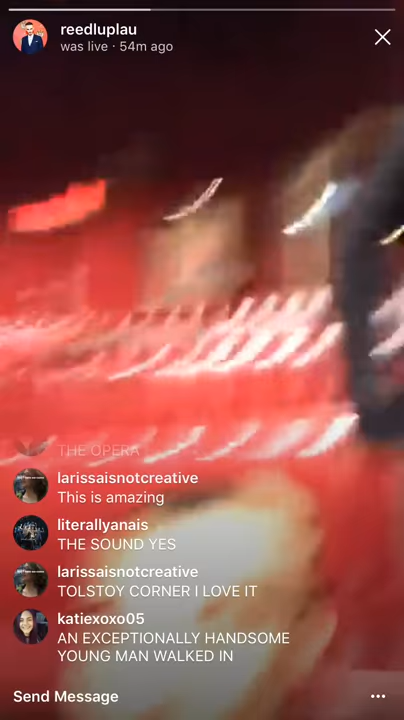 reedluplau
was live · 54m ago
THE OPERA
larissaisnotcreative
This is amazing
literallyanais
THE SOUND YES
larissaisnotcreative
TOLSTOY CORNER I LOVE IT
katiexoxo05
AN EXCEPTIONALLY HANDSOME
YOUNG MAN WALKED IN
Send Message